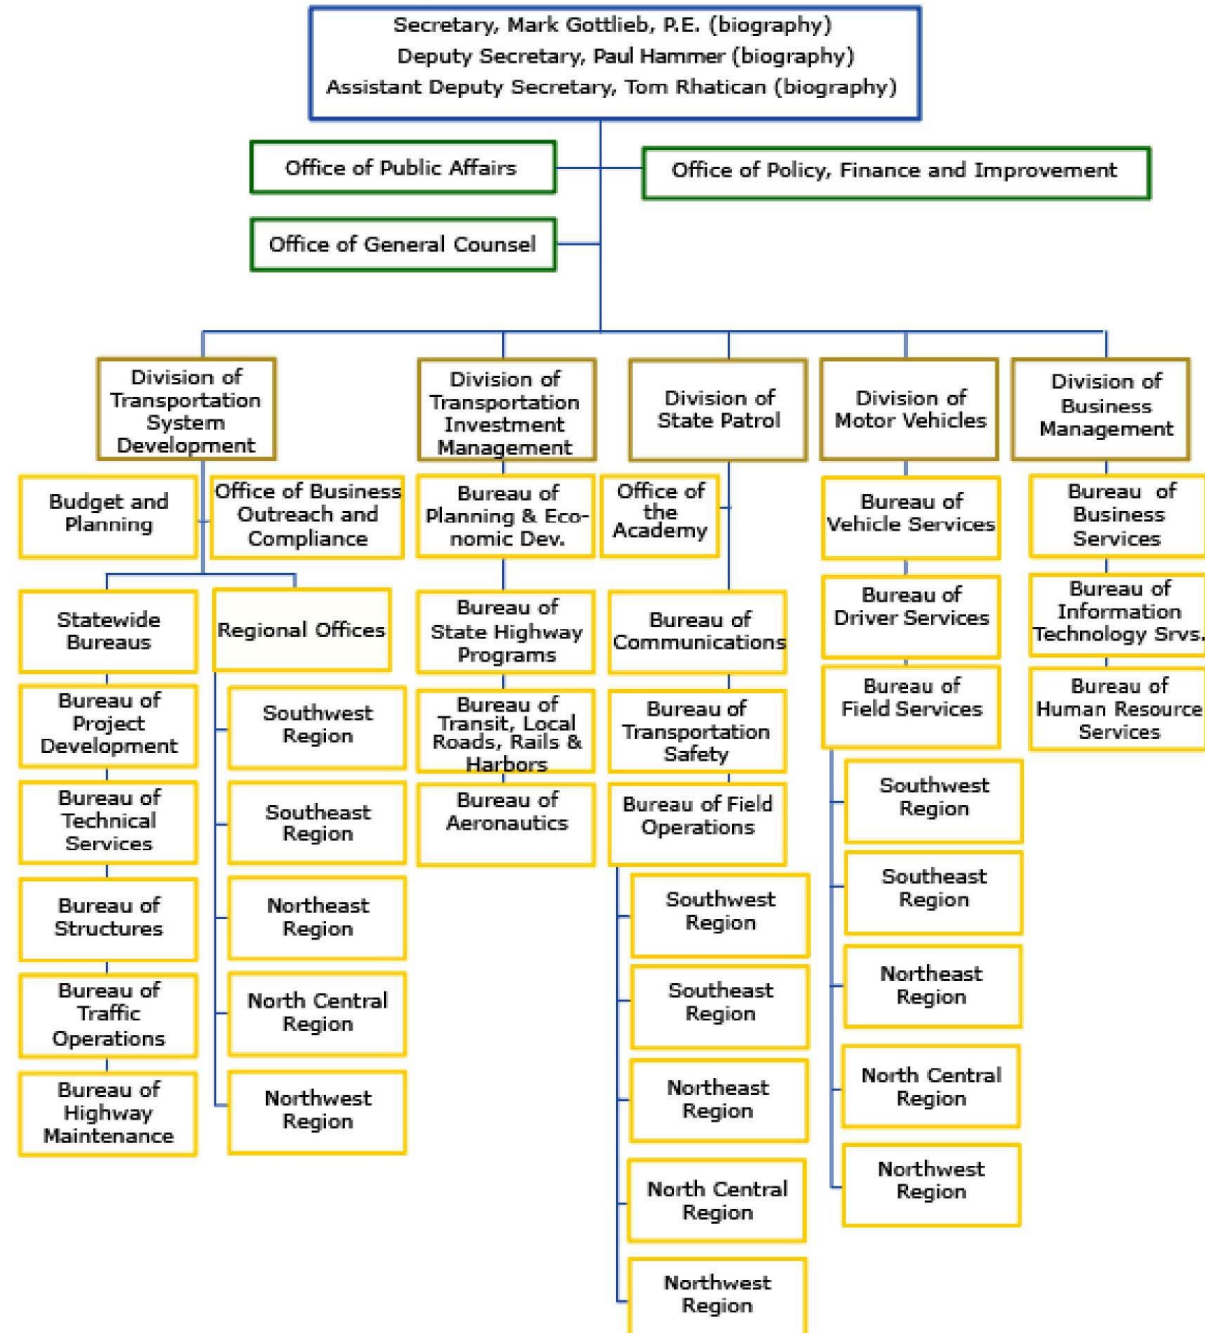 Secretary, Mark Gottlieb, P.E. (biography)
Deputy Secretary, Paul Hammer (biography)
Assistant Deputy Secretary, Tom Rhatican (biography)
Office of Public Affairs
Office of Policy, Finance and Improvement
Office of General Counsel
Division of
Transportation
System
Development
Division of
Transportation
Investment
Management
Division of
State Patrol
Division of
Motor Vehicles
Division of
Business
Management
Budget and
Planning
Office of Business
Outreach and
Compliance
Statewide
Bureaus
Bureau of
Project
Development
Bureau of
Technical
Services
Bureau of
Structures
Bureau of
Traffic
Operations
Bureau of
Highway
Maintenance
Regional Offices
Southwest
Region
Southeast
Region
Northeast
Region
North Central
Region
Northwest
Region
Bureau of
Planning & Eco-
nomic Dev.
Bureau of
State Highway
Programs
Bureau of
Transit, Local
Roads, Rails &
Harbors
Bureau of
Aeronautics
Office of
the
Academy
Bureau of
Communications
Bureau of
Transportation
Safety
Bureau of Field
Operations
Southwest
Region
Southeast
Region
Northeast
Region
North Central
Region
Northwest
Region
Bureau of
Vehicle Services
Bureau of
Driver Services
Bureau of
Field Services
Southwest
Region
Southeast
Region
Northeast
Region
North Central
Region
Northwest
Region
Bureau of
Business
Services
Bureau of
Information
Technology Srvs.
Bureau of
Human Resource
Services